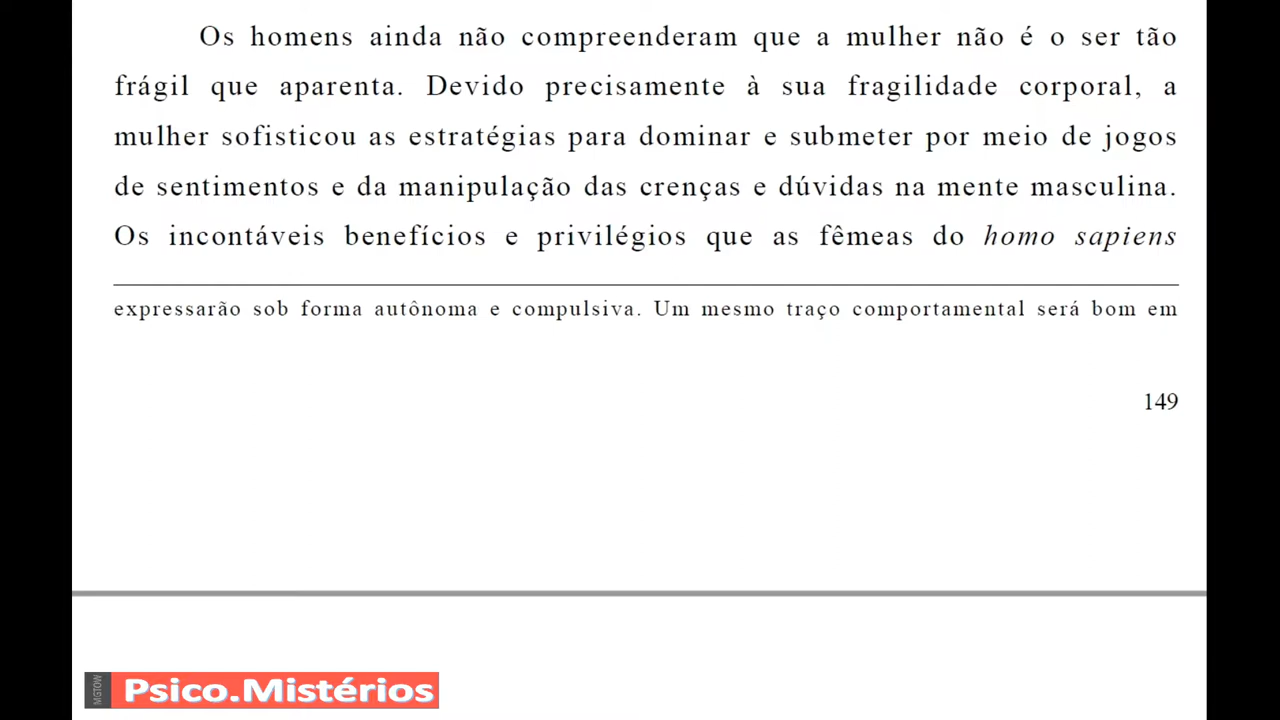 Os homens ainda não compreenderam que a mulher não é o ser tão
frágil que aparenta. Devido precisamente à sua fragilidade corporal, a
mulher sofisticou as estratégias para dominar e submeter por meio de jogos
de sentimentos e da manipulação das crenças e dúvidas na mente masculina.
Os incontáveis benefícios e privilégios que as fêmeas do homo sapiens
expressarão sob forma autônoma e compulsiva. Um mesmo traço comportamental será bom em
149
MGTOW
Psico.Mistérios